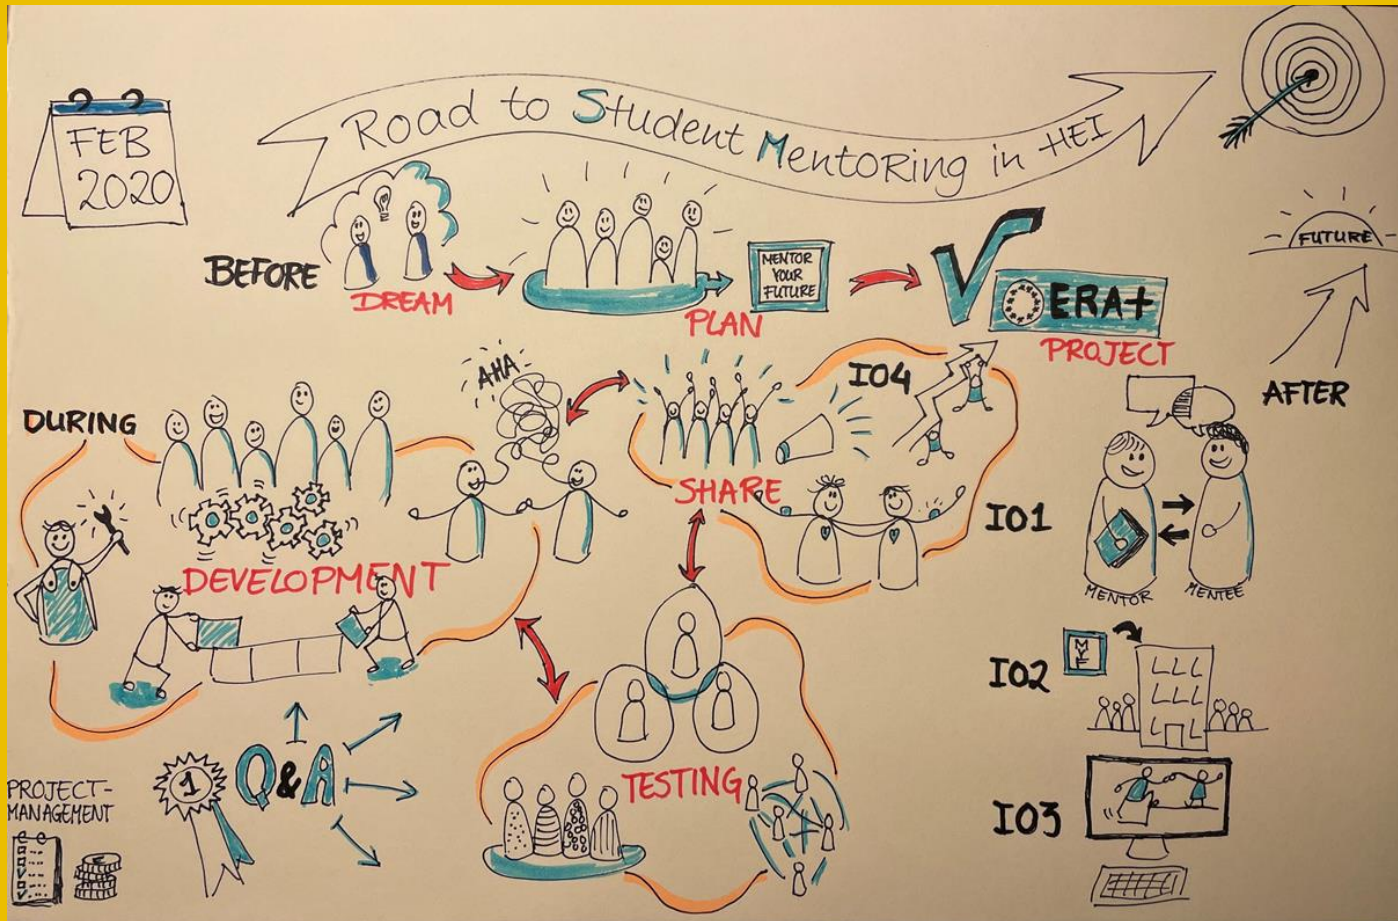 FEB
2020
Road to Student Mentoring in HEI
BEFORE
DREAM
PLAN
MENTOR
YOUR
FUTURE
ERA+
PROJECT
FUTURE
AFTER
DURING
DEVELOPMENT
AHA
SHARE
IO4
TESTING
IO1
MENTOR
MENTEE
IO2
MYF
IO3
PROJECT-
MANAGEMENT
1
Q&A